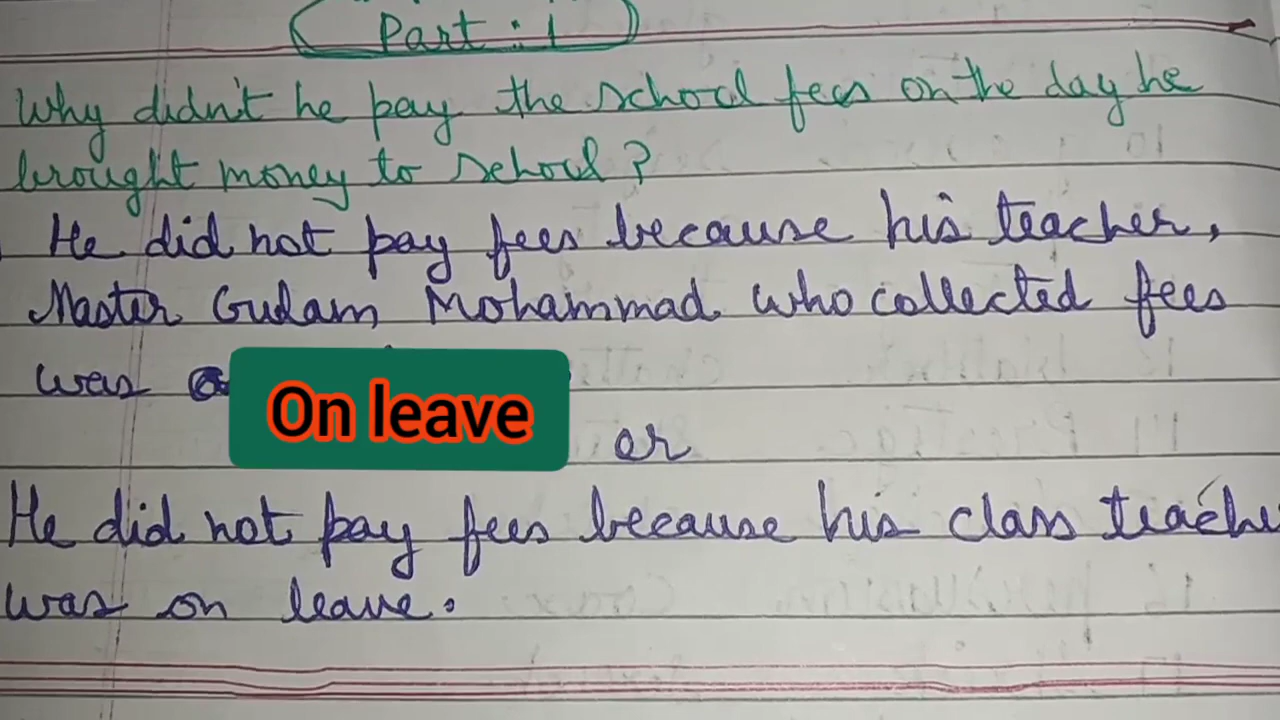 Part : 1
Why didn't he pay the school fees on the day he
brought money to school?
He did not pay fees because his teacher,
Master Gulam Mohammad who collected fees
was
On leave
or
He did not pay fees because his class teacher
was on leave.